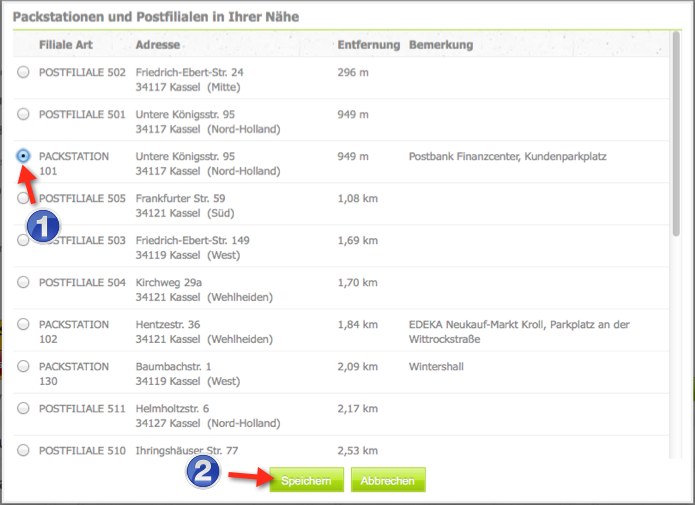 Packstationen und Postfilialen in Ihrer Nähe
Filiale Art Adresse Entfernung Bemerkung
POSTFILIALE 502 Friedrich-Ebert-Str. 24 296 m
34117 Kassel (Mitte)
POSTFILIALE 501 Untere Königsstr. 95 949 m
34117 Kassel (Nord-Holland)
PACKSTATION Untere Königsstr. 95 949 m Postbank Finanzcenter, Kundenparkplatz
101 34117 Kassel (Nord-Holland)
POSTFILIALE 505 Frankfurter Str. 59 1,08 km
34121 Kassel (Süd)
1
POSTFILIALE 503 Friedrich-Ebert-Str. 149 1,69 km
34119 Kassel (West)
POSTFILIALE 504 Kirchweg 29a 1,70 km
34121 Kassel (Wehlheiden)
PACKSTATION Hentzestr. 36 1,84 km EDEKA Neukauf-Markt Kroll, Parkplatz an der
102 34121 Kassel (Wehlheiden) Wittrockstraße
PACKSTATION Baumbachstr. 1 2,09 km Wintershall
130 34119 Kassel (West)
POSTFILIALE 511 Helmholtzstr. 6 2,17 km
34127 Kassel (Nord-Holland)
POSTFILIALE 510 Ihringshäuser Str. 77 2,53 km
2
Speichern Abbrechen